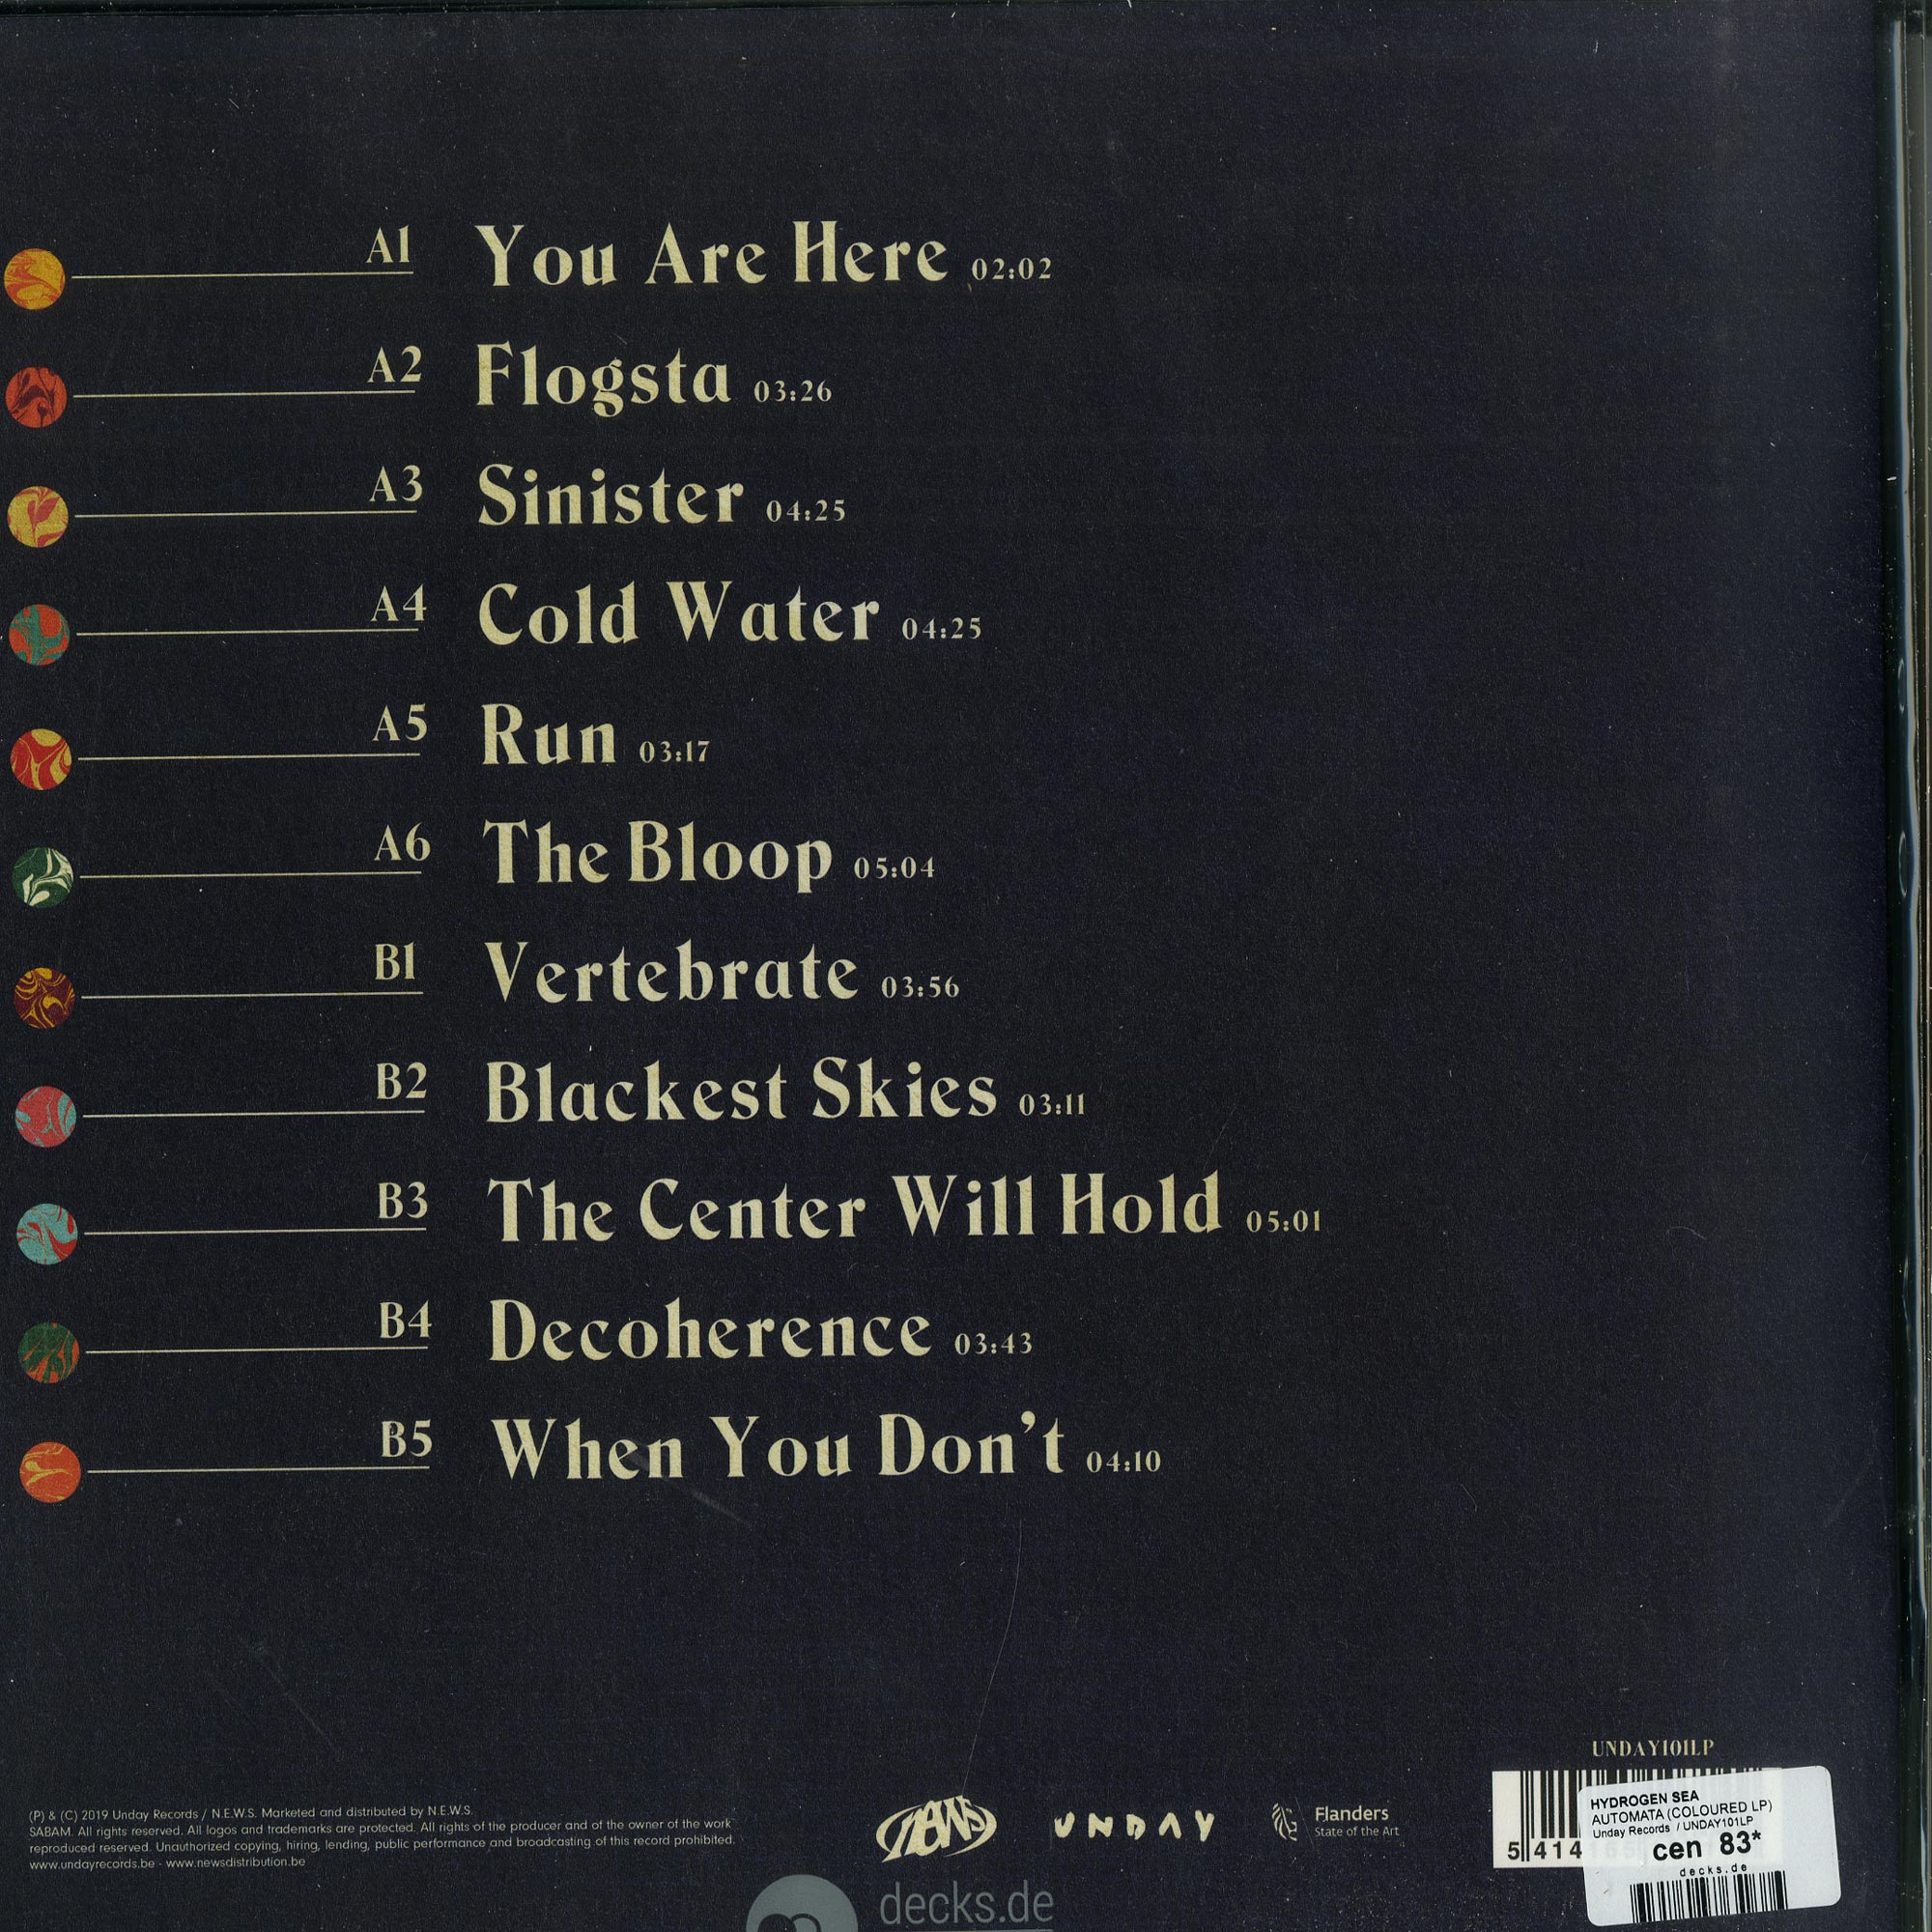 A1 You Are Here 02:02
A2 Flogsta 03:26
A3 Sinister 04:25
A4 Cold Water 04:25
A5 Run 03:17
A6 The Bloop 05:04
B1 Vertebrate 03:56
B2 Blackest Skies 03:11
B3 The Center Will Hold 05:01
B4 Decoherence 03:43
B5 When You Don't 04:10
(P) & (C) 2019 Unday Records / N.E.W.S. Marketed and distributed by N.E.W.S.
SABAM. All rights reserved. All logos and trademarks are protected. All rights of the producer and of the owner of the work
reproduced reserved. Unauthorized copying, hiring, lending, public performance and broadcasting of this record prohibited.
www.undayrecords.be - www.newsdistribution.be
NEWS
UNDAY
Flanders
State of the Art
UNDAY101LP
5 414
HYDROGEN SEA
AUTOMATA (COLOURED LP)
Unday Records / UNDAY101LP
cen 83*
decks.de
decks.de